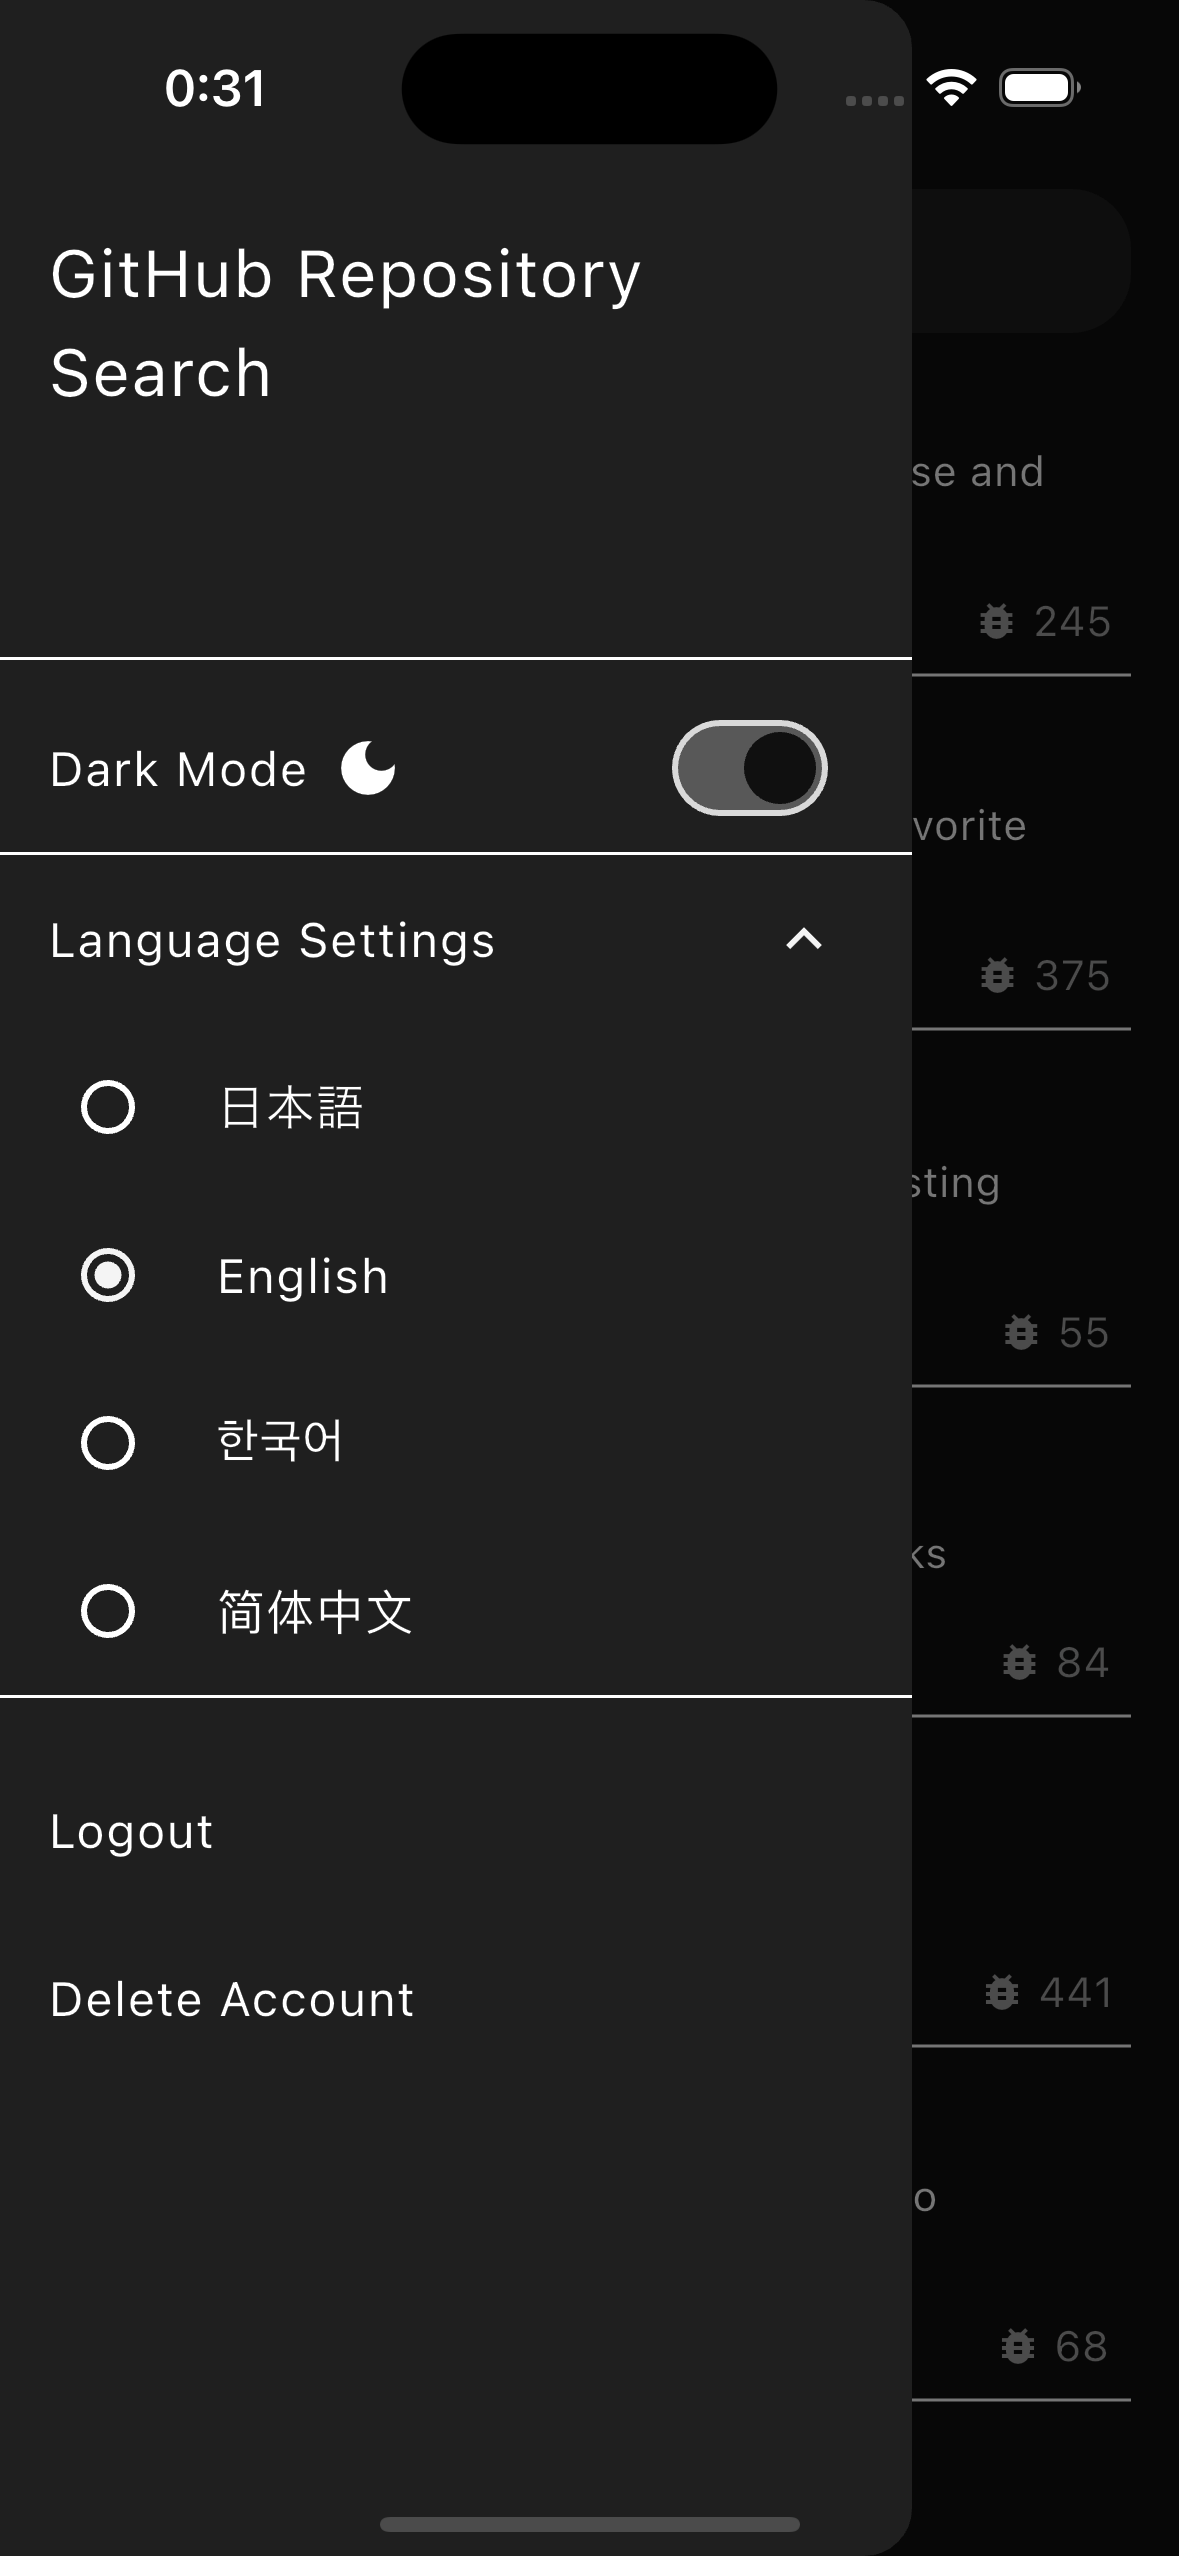 0:31
GitHub Repository
Search
se and
245
Dark Mode
vorite
375
Language Settings
日本語
sting
English
55
한국어
ks
简体中文
84
Logout
441
Delete Account
o
68